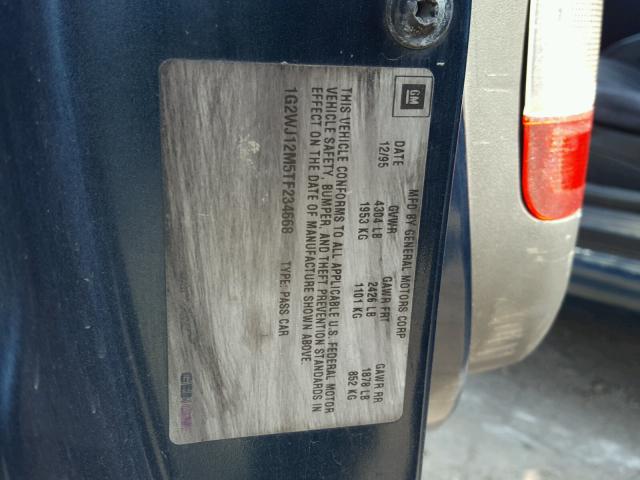 GM
MFD BY GENERAL MOTORS CORP
DATE GVWR GAWR FRT GAWR RR
12/95 4304 LB 2426 LB 1878 LB
1953 KG 1101 KG 852 KG
THIS VEHICLE CONFORMS TO ALL APPLICABLE U.S. FEDERAL MOTOR
VEHICLE SAFETY, BUMPER, AND THEFT PREVENTION STANDARDS IN
EFFECT ON THE DATE OF MANUFACTURE SHOWN ABOVE
1G2WJ12M5TF234668 TYPE: PASS CAR